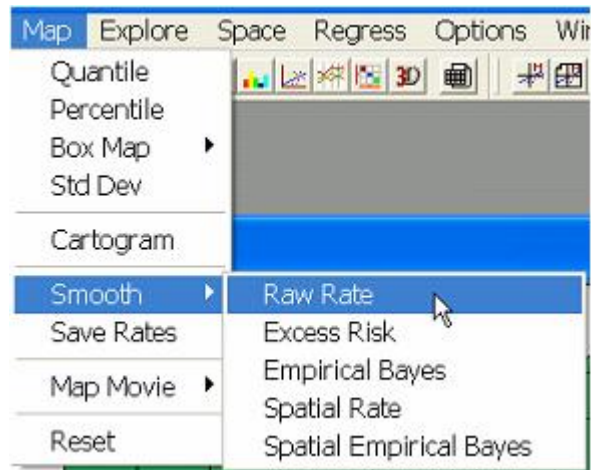 Map Explore Space Regress Options
Quantile
3D
Percentile
Box Map
Std Dev
Cartogram
Smooth
Raw Rate
Save Rates
Excess Risk
Empirical Bayes
Map Movie
Spatial Rate
Reset
Spatial Empirical Bayes